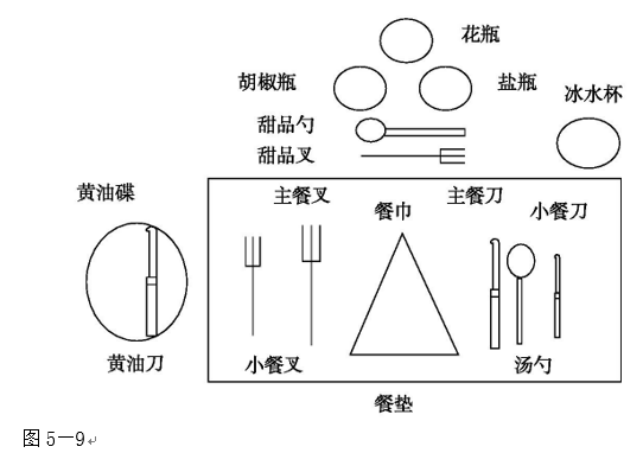 花瓶
胡椒瓶
盐瓶
冰水杯
甜品勺
甜品叉
黄油碟
主餐叉
餐巾
主餐刀
小餐刀
黄油刀
小餐叉
汤勺
餐垫
图 5—9